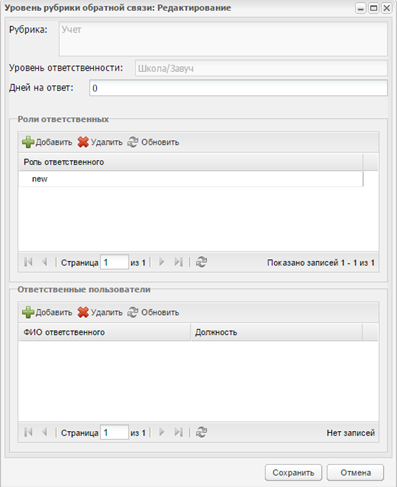 Уровень рубрики обратной связи: Редактирование
Рубрика: Учет
Уровень ответственности: Школа/Завуч
Дней на ответ: 0
Роли ответственных
Добавить Удалить Обновить
Роль ответственного
new
Страница 1 из 1 Показано записей 1 - 1 из 1
Ответственные пользователи
Добавить Удалить Обновить
ФИО ответственного Должность
Страница 1 из 1 Нет записей
Сохранить Отмена